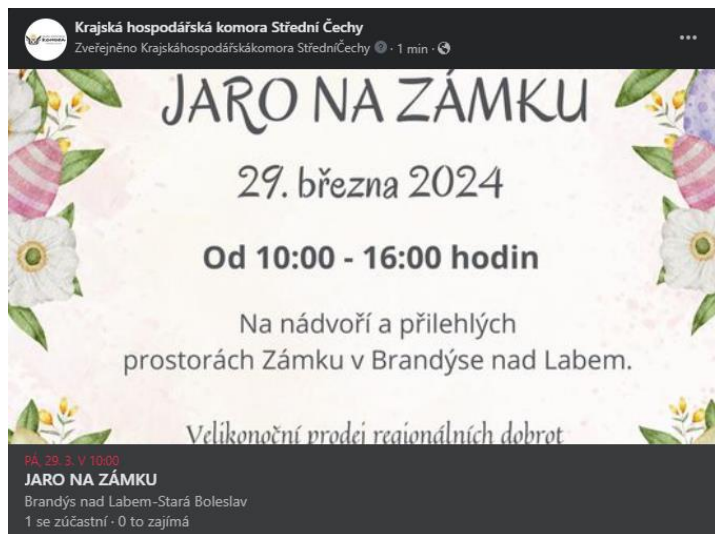 Krajská hospodářská komora Střední Čechy
Zveřejněno Krajskáhospodářskákomora StředníČechy · 1 min ·
JARO NA ZÁMKU
29. března 2024
Od 10:00 - 16:00 hodin
Na nádvoří a přilehlých
prostorách Zámku v Brandýse nad Labem.
Velikonoční prodej regionálních dobrot
PÁ, 29. 3. V 10:00
JARO NA ZÁMKU
Brandýs nad Labem-Stará Boleslav
1 se zúčastní · 0 to zajímá